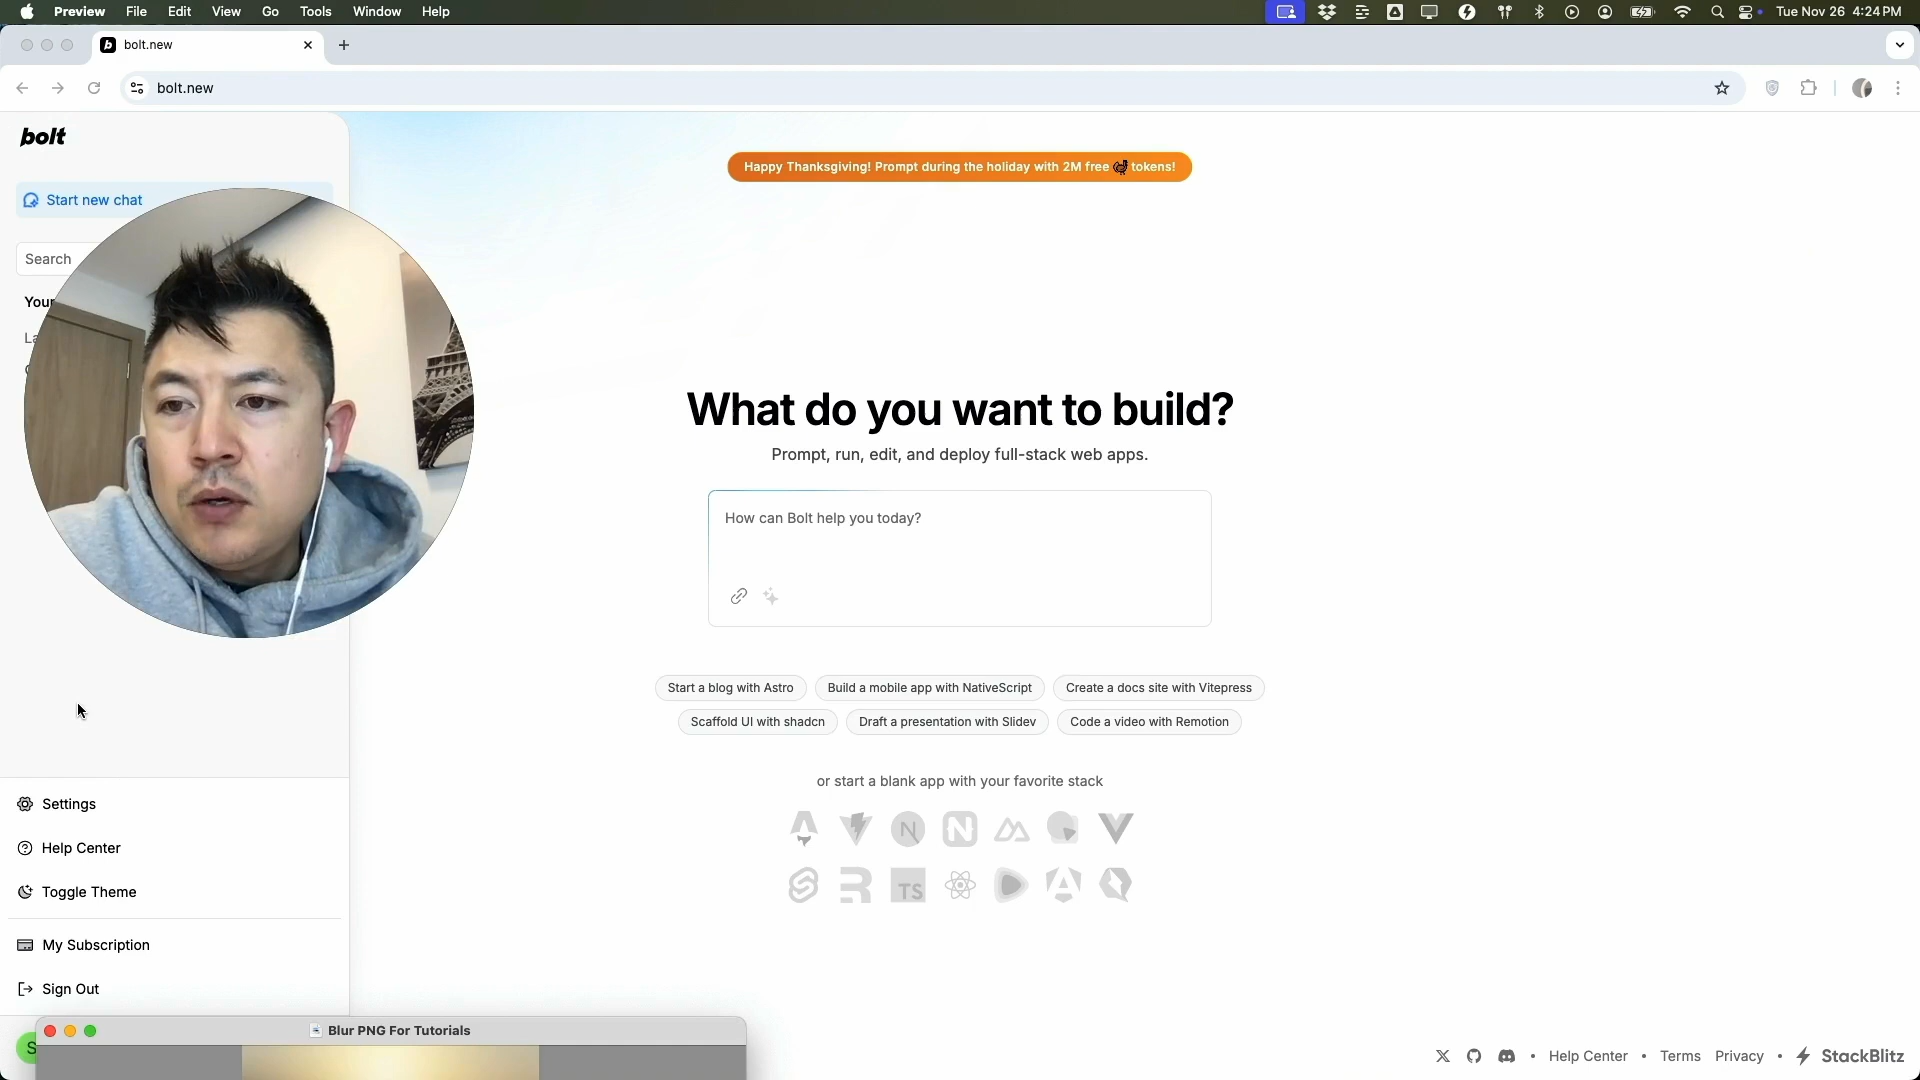 Preview File Edit View Go Tools Window Help
Tue Nov 26 4:24 PM
bolt.new
bolt.new
bolt
Start new chat
Search
Your
Happy Thanksgiving! Prompt during the holiday with 2M free tokens!
What do you want to build?
Prompt, run, edit, and deploy full-stack web apps.
How can Bolt help you today?
Start a blog with Astro
Build a mobile app with NativeScript
Create a docs site with Vitepress
Scaffold UI with shadcn
Draft a presentation with Slidev
Code a video with Remotion
or start a blank app with your favorite stack
TS
Settings
Help Center
Toggle Theme
My Subscription
Sign Out
S
Blur PNG For Tutorials
Help Center • Terms Privacy • StackBlitz